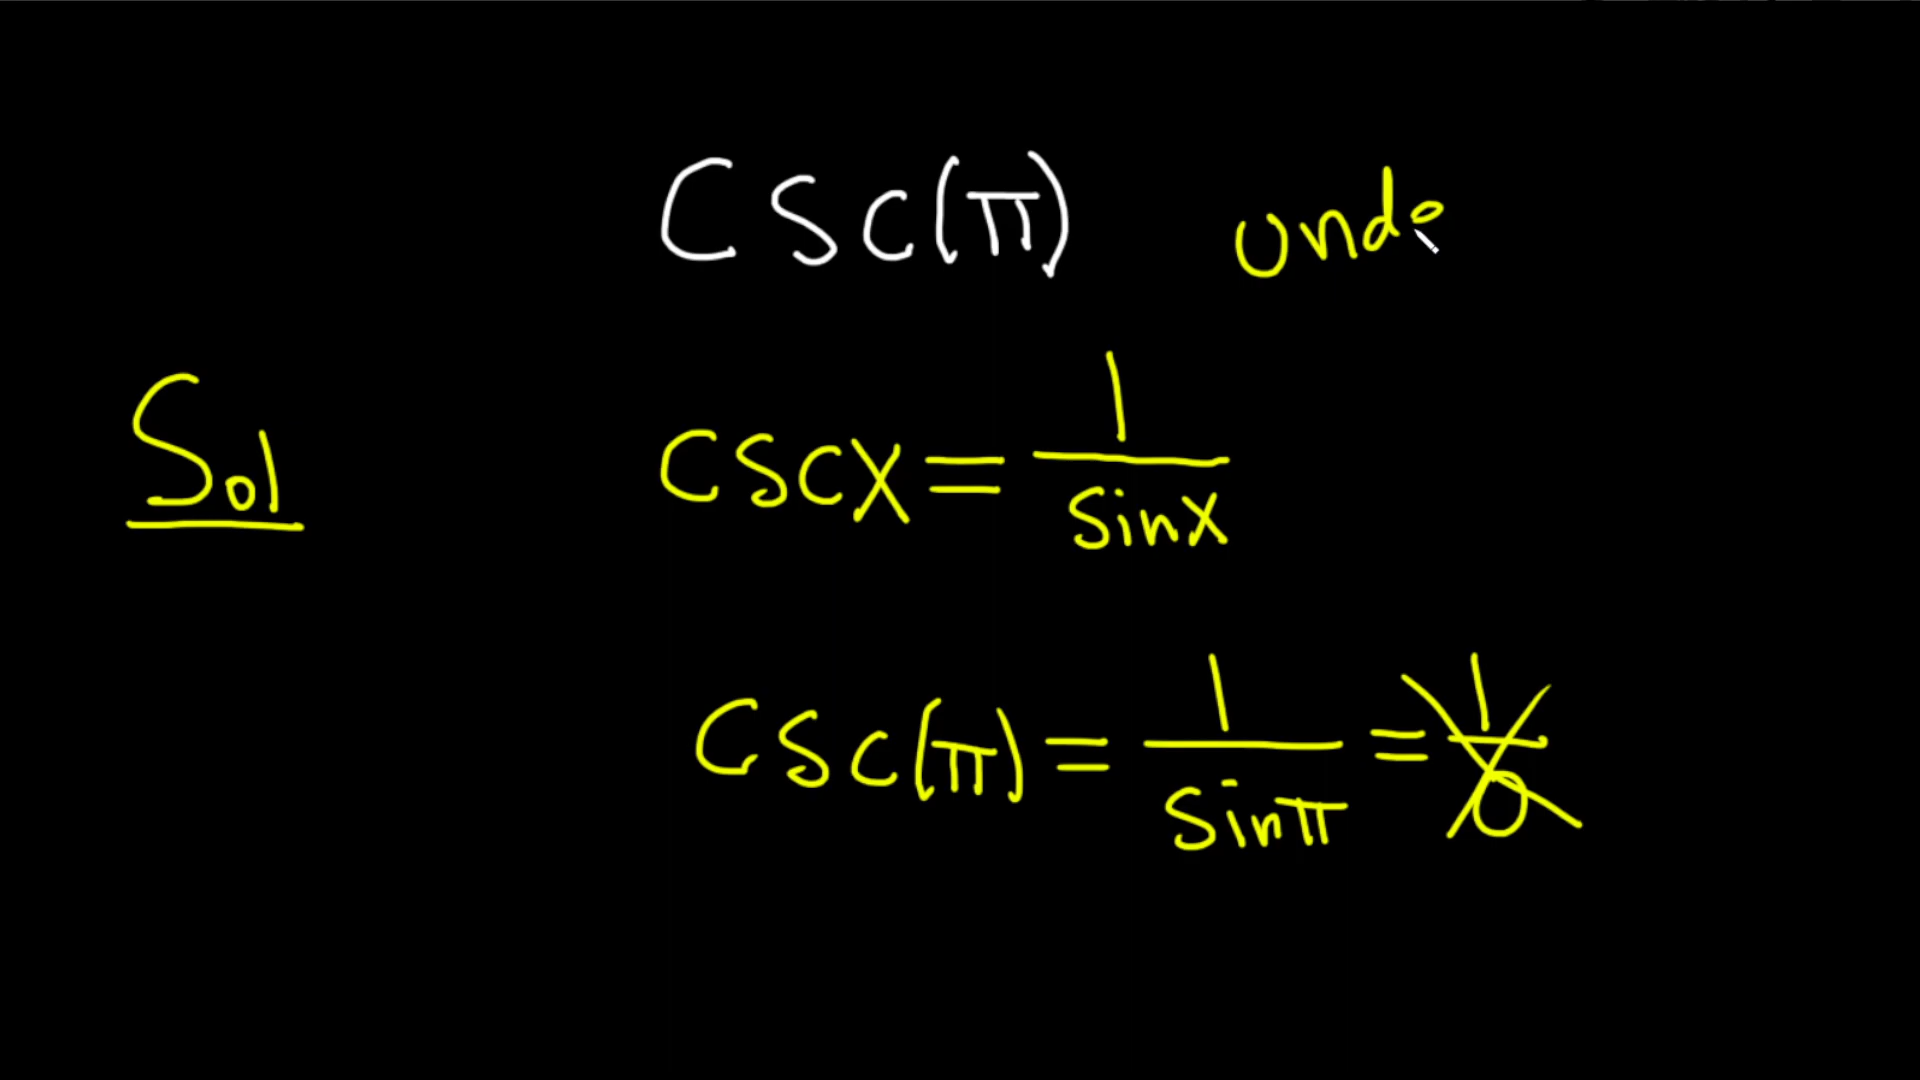 CSC(π) unde
Sol
CSCX = 1/sinX
CSC(π) = 1/sinπ = 1/0